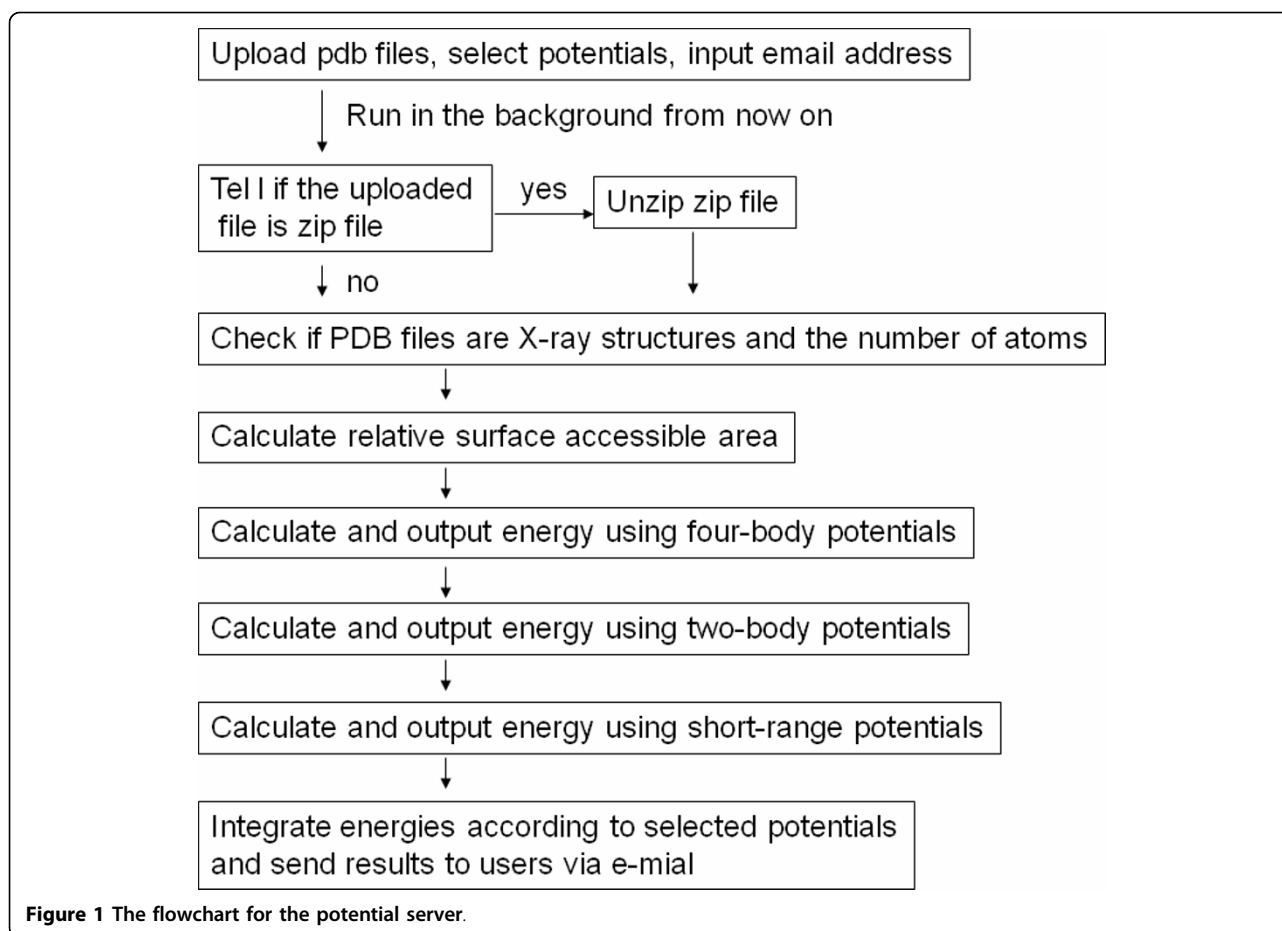 Upload pdb files, select potentials, input email address
Run in the background from now on
Tel l if the uploaded
file is zip file
yes
Unzip zip file
no
Check if PDB files are X-ray structures and the number of atoms
Calculate relative surface accessible area
Calculate and output energy using four-body potentials
Calculate and output energy using two-body potentials
Calculate and output energy using short-range potentials
Integrate energies according to selected potentials
and send results to users via e-mial
Figure 1 The flowchart for the potential server.